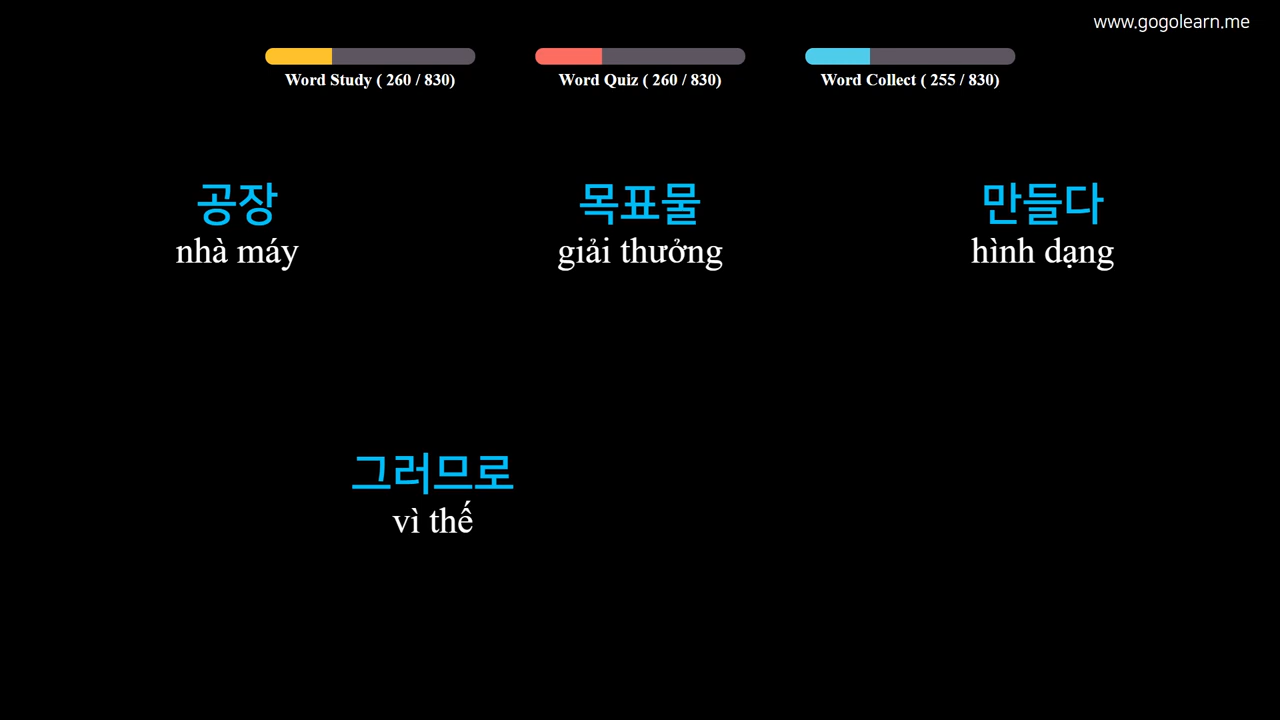 www.gogolearn.me
Word Study ( 260 / 830)
Word Quiz ( 260 / 830)
Word Collect ( 255 / 830)
공장
nhà máy
목표물
giải thưởng
만들다
hình dạng
그러므로
vì thế